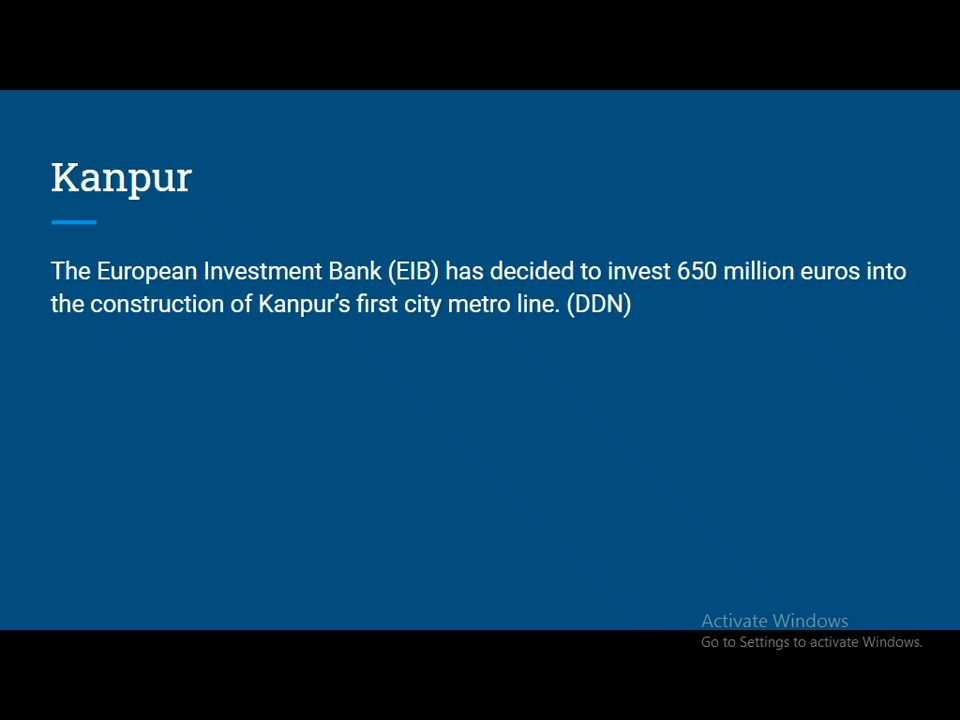 Kanpur
The European Investment Bank (EIB) has decided to invest 650 million euros into
the construction of Kanpur’s first city metro line. (DDN)
Activate Windows
Go to Settings to activate Windows.